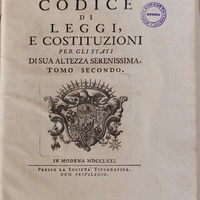 CODICE
DI
LEGGI,
E COSTITUZIONI
PER GLI STATI
DI SUA ALTEZZA SERENISSIMA.
TOMO SECONDO.
IN MODENA MDCCLXXI.
PRESSO LA SOCIETA' TIPOGRAFICA.
CON PRIVILEGIO.